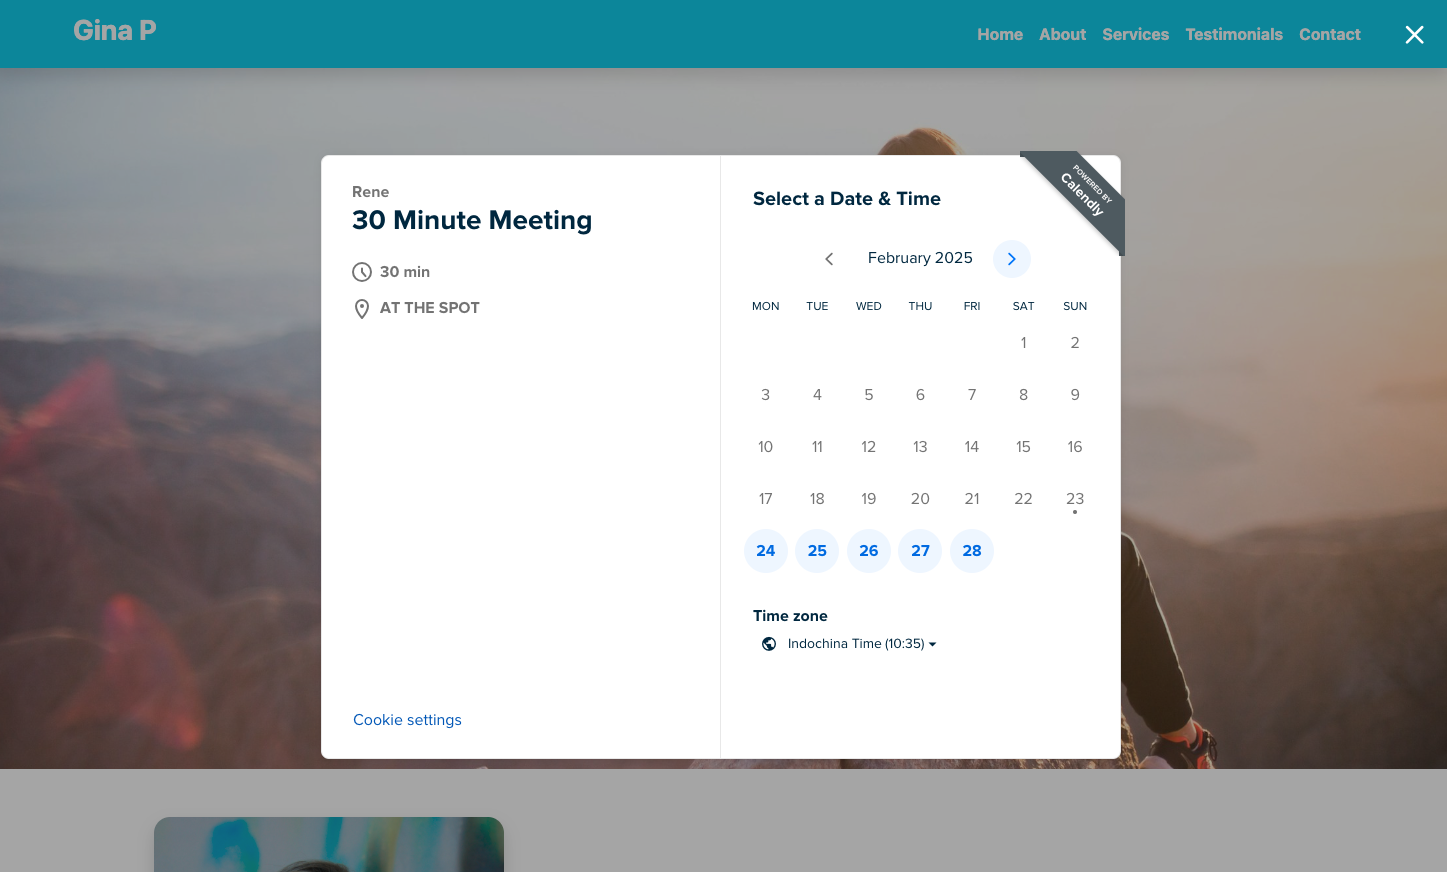 Gina P
Home About Services Testimonials Contact
Rene
30 Minute Meeting
30 min
AT THE SPOT
Cookie settings
Select a Date & Time
POWERED BY
Calendly
February 2025
MON TUE WED THU FRI SAT SUN
1 2
3 4 5 6 7 8 9
10 11 12 13 14 15 16
17 18 19 20 21 22 23
24 25 26 27 28
Time zone
Indochina Time (10:35)